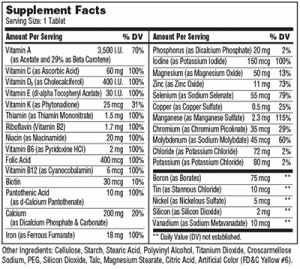 Supplement Facts
Serving Size: 1 Tablet
Amount Per Serving % DV
Vitamin A 3,500 I.U. 70%
(as Acetate and 29% as Beta Carotene)
Vitamin C (as Ascorbic Acid) 60 mg 100%
Vitamin D₃ (as Cholecalciferol) 400 I.U. 100%
Vitamin E (dl-alpha Tocopheryl Acetate) 30 I.U. 100%
Vitamin K (as Phytonadione) 25 mcg 31%
Thiamin (as Thiamin Mononitrate) 1.5 mg 100%
Riboflavin (Vitamin B2) 1.7 mg 100%
Niacin (as Niacinamide) 20 mg 100%
Vitamin B6 (as Pyridoxine HCl) 2 mg 100%
Folic Acid 400 mcg 100%
Vitamin B12 (as Cyanocobalamin) 6 mcg 100%
Biotin 30 mcg 10%
Pantothenic Acid 10 mg 100%
(as d-Calcium Pantothenate)
Calcium 200 mg 20%
(as Dicalcium Phosphate & Carbonate)
Iron (as Ferrous Fumarate) 18 mg 100%
Amount Per Serving % DV
Phosphorus (as Dicalcium Phosphate) 20 mg 2%
Iodine (as Potassium Iodide) 150 mcg 100%
Magnesium (as Magnesium Oxide) 50 mg 13%
Zinc (as Zinc Oxide) 11 mg 73%
Selenium (as Sodium Selenate) 55 mcg 79%
Copper (as Copper Sulfate) 0.5 mg 25%
Manganese (as Manganese Sulfate) 2.3 mg 115%
Chromium (as Chromium Picolinate) 35 mcg 29%
Molybdenum (as Sodium Molybdate) 45 mcg 60%
Chloride (as Potassium Chloride) 72 mg 2%
Potassium (as Potassium Chloride) 80 mg 2%
Boron (as Borates) 75 mcg **
Tin (as Stannous Chloride) 10 mcg **
Nickel (as Nickelous Sulfate) 5 mcg **
Silicon (as Silicon Dioxide) 2 mg **
Vanadium (as Sodium Metavanadate) 10 mcg **
** Daily Value (DV) not established.
Other Ingredients: Cellulose, Starch, Stearic Acid, Polyvinyl Alcohol, Titanium Dioxide, Croscarmellose
Sodium, PEG, Silicon Dioxide, Talc, Magnesium Stearate, Citric Acid, Artificial Color (FD&C Yellow #6).